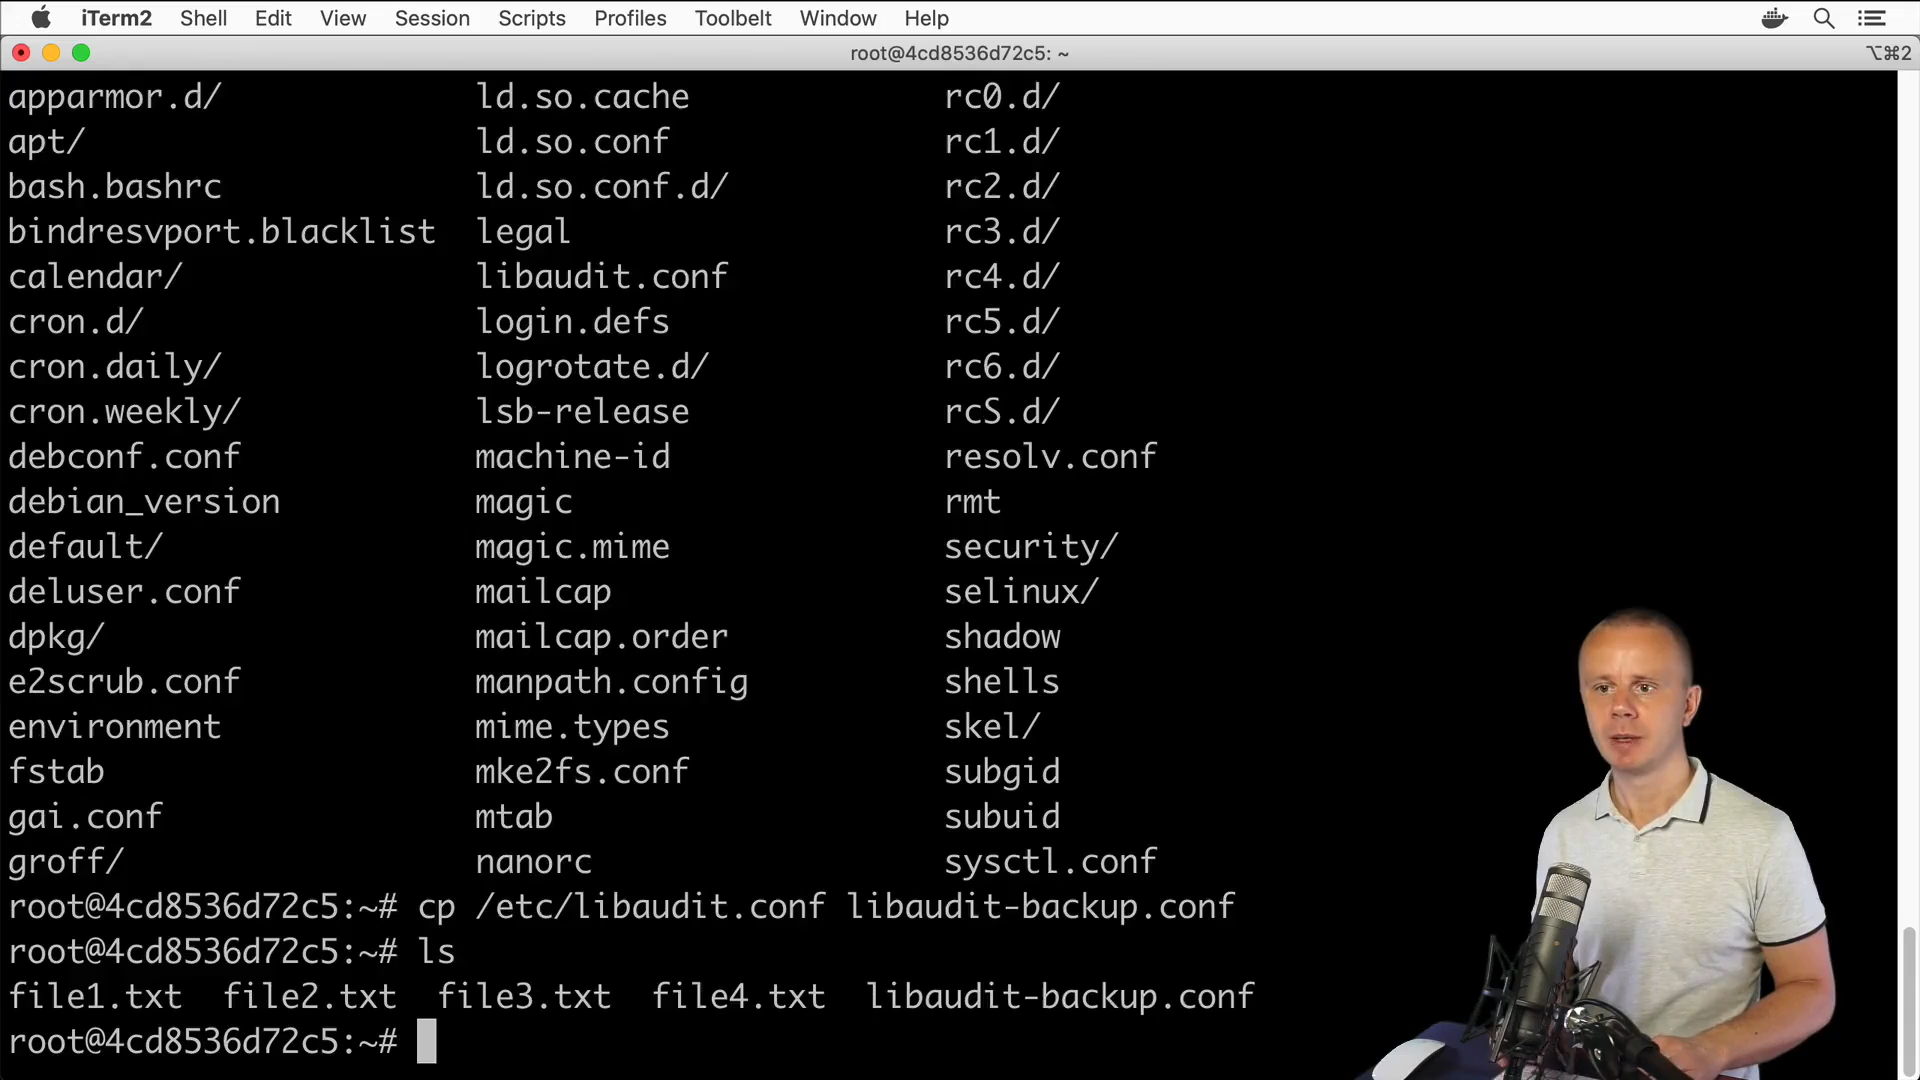 iTerm2 Shell Edit View Session Scripts Profiles Toolbelt Window Help
root@4cd8536d72c5: ~ ⌥⌘2
apparmor.d/ ld.so.cache rc0.d/
apt/ ld.so.conf rc1.d/
bash.bashrc ld.so.conf.d/ rc2.d/
bindresvport.blacklist legal rc3.d/
calendar/ libaudit.conf rc4.d/
cron.d/ login.defs rc5.d/
cron.daily/ logrotate.d/ rc6.d/
cron.weekly/ lsb-release rcS.d/
debconf.conf machine-id resolv.conf
debian_version magic rmt
default/ magic.mime security/
deluser.conf mailcap selinux/
dpkg/ mailcap.order shadow
e2scrub.conf manpath.config shells
environment mime.types skel/
fstab mke2fs.conf subgid
gai.conf mtab subuid
groff/ nanorc sysctl.conf
root@4cd8536d72c5:~# cp /etc/libaudit.conf libaudit-backup.conf
root@4cd8536d72c5:~# ls
file1.txt file2.txt file3.txt file4.txt libaudit-backup.conf
root@4cd8536d72c5:~#